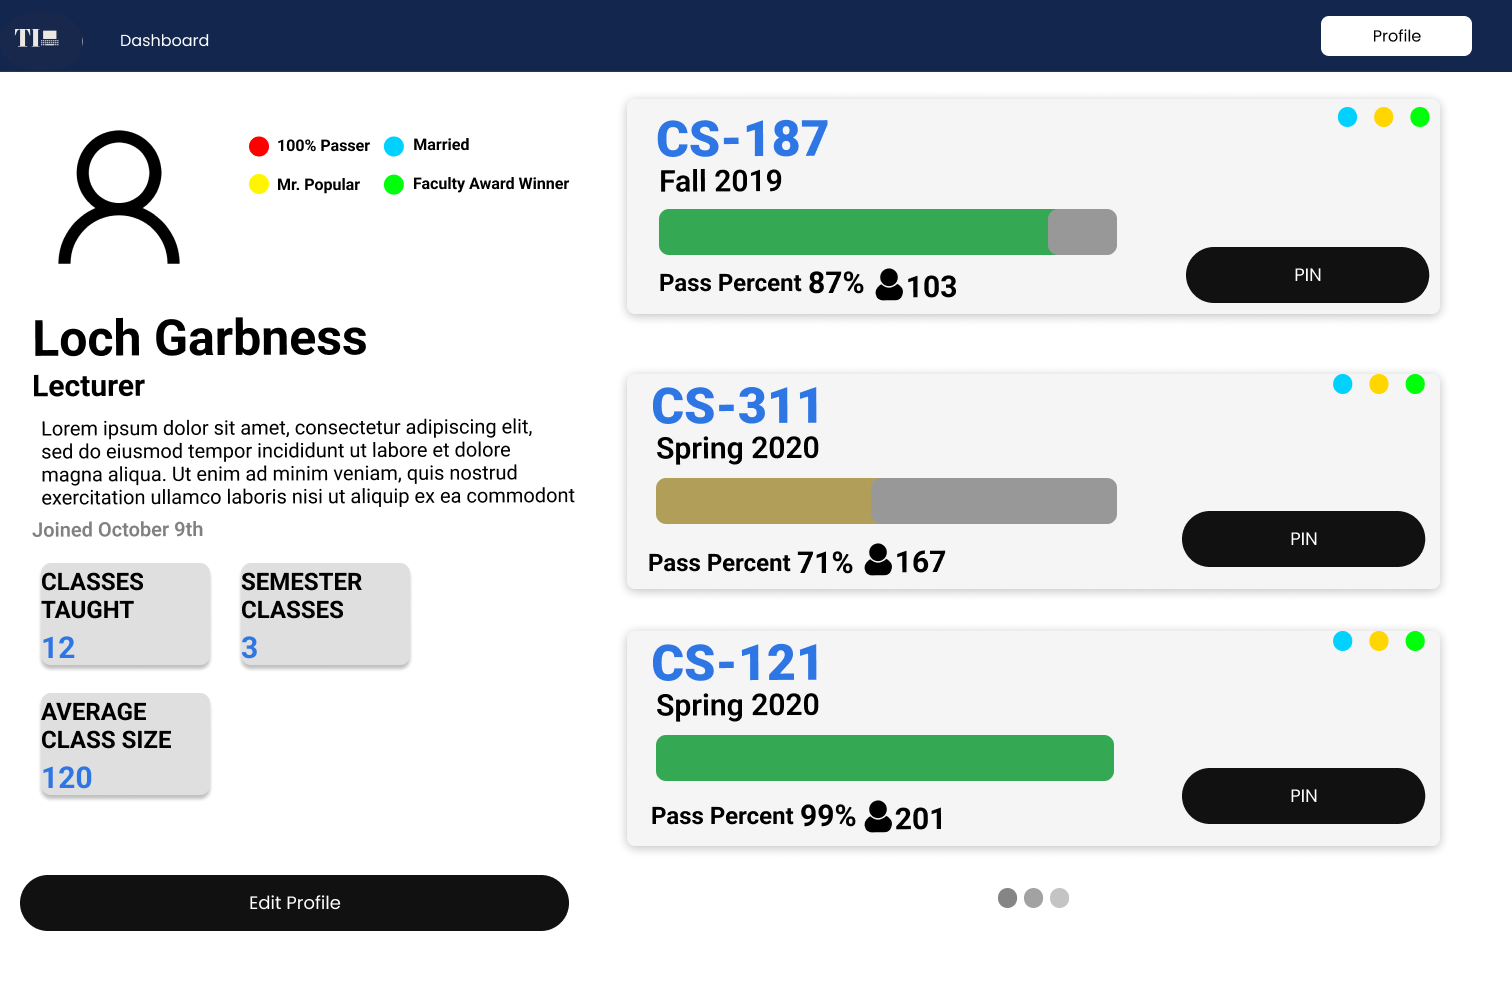 TI
Dashboard
Profile
100% Passer
Married
Mr. Popular
Faculty Award Winner
Loch Garbness
Lecturer
Lorem ipsum dolor sit amet, consectetur adipiscing elit,
sed do eiusmod tempor incididunt ut labore et dolore
magna aliqua. Ut enim ad minim veniam, quis nostrud
exercitation ullamco laboris nisi ut aliquip ex ea commodont
Joined October 9th
CLASSES
TAUGHT
12
SEMESTER
CLASSES
3
AVERAGE
CLASS SIZE
120
Edit Profile
CS-187
Fall 2019
Pass Percent 87% 103
PIN
CS-311
Spring 2020
Pass Percent 71% 167
PIN
CS-121
Spring 2020
Pass Percent 99% 201
PIN